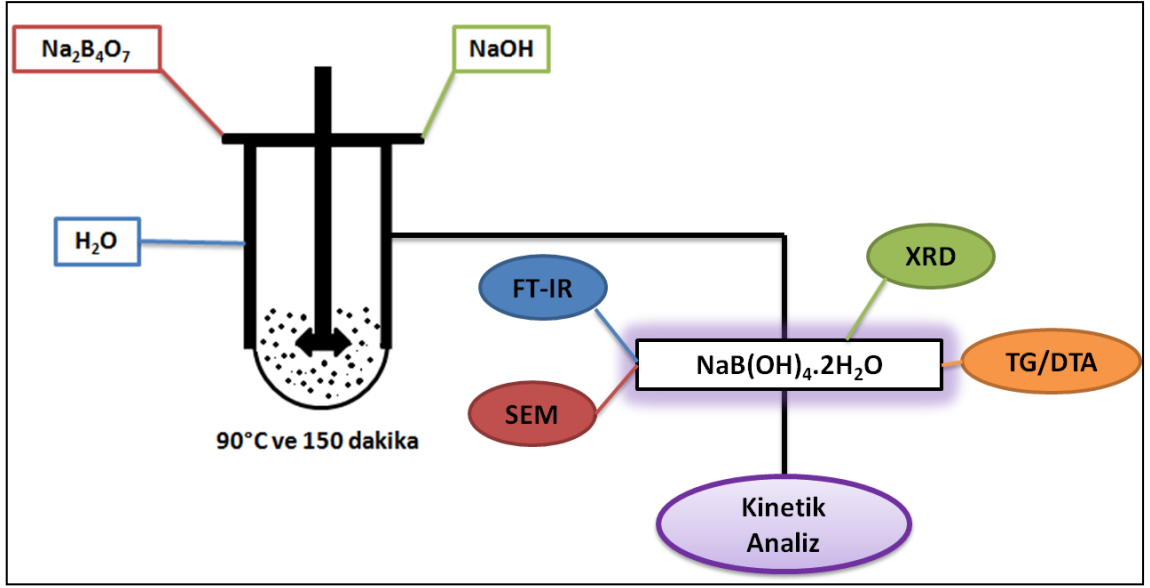 Na₂B₄O₇
NaOH
H₂O
XRD
FT-IR
NaB(OH)₄.2H₂O
TG/DTA
SEM
90°C ve 150 dakika
Kinetik
Analiz